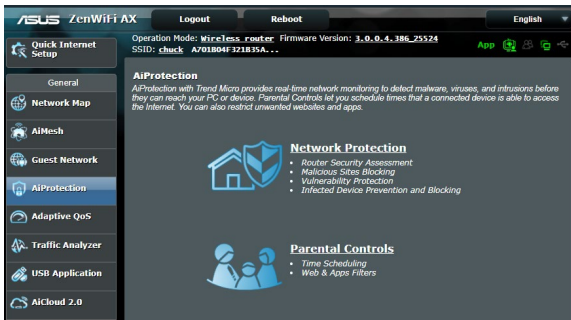 ASUS ZenWiFi AX Logout Reboot English
Quick Internet Setup
Operation Mode: Wireless router Firmware Version: 3.0.0.4.386_25524
SSID: chuck A701B04F321B35A...
App
General
Network Map
AiMesh
Guest Network
AiProtection
Adaptive QoS
Traffic Analyzer
USB Application
AiCloud 2.0
AiProtection
AiProtection with Trend Micro provides real-time network monitoring to detect malware, viruses, and intrusions before
they can reach your PC or device. Parental Controls let you schedule times that a connected device is able to access
the Internet. You can also restrict unwanted websites and apps.
Network Protection
• Router Security Assessment
• Malicious Sites Blocking
• Vulnerability Protection
• Infected Device Prevention and Blocking
Parental Controls
• Time Scheduling
• Web & Apps Filters